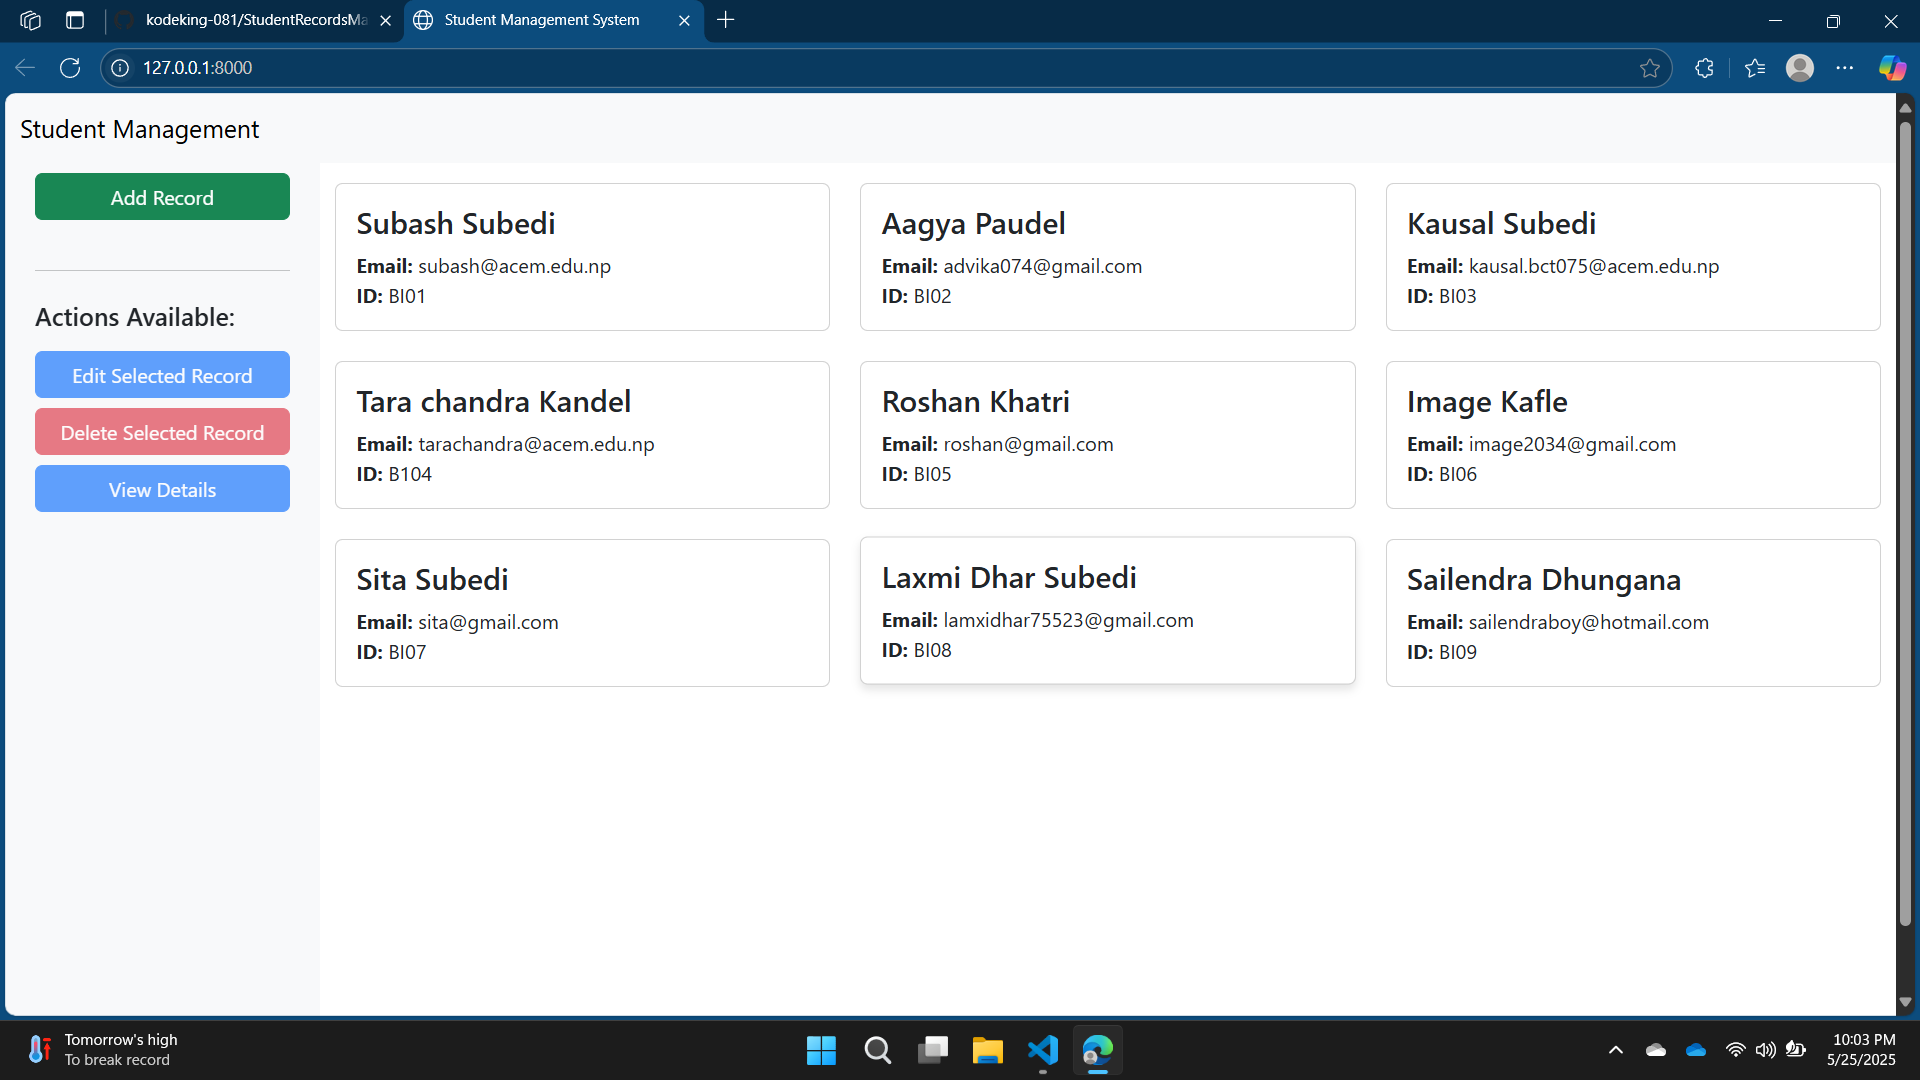 kodeking-081/StudentRecordsMa
Student Management System
127.0.0.1:8000
Student Management
Add Record
Actions Available:
Edit Selected Record
Delete Selected Record
View Details
Subash Subedi
Email: subash@acem.edu.np
ID: BI01
Aagya Paudel
Email: advika074@gmail.com
ID: BI02
Kausal Subedi
Email: kausal.bct075@acem.edu.np
ID: BI03
Tara chandra Kandel
Email: tarachandra@acem.edu.np
ID: B104
Roshan Khatri
Email: roshan@gmail.com
ID: BI05
Image Kafle
Email: image2034@gmail.com
ID: BI06
Sita Subedi
Email: sita@gmail.com
ID: BI07
Laxmi Dhar Subedi
Email: lamxidhar75523@gmail.com
ID: BI08
Sailendra Dhungana
Email: sailendraboy@hotmail.com
ID: BI09
Tomorrow's high
To break record
10:03 PM
5/25/2025